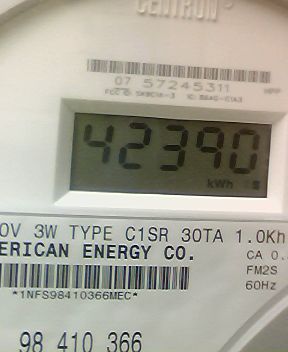 CENTRON
07 57245311
42390
kWh
0V 3W TYPE C1SR 30TA 1.0Kh
ERICAN ENERGY CO.
CA 0.
FM2S
60Hz
*1NFS98410366MEC*
98 410 366